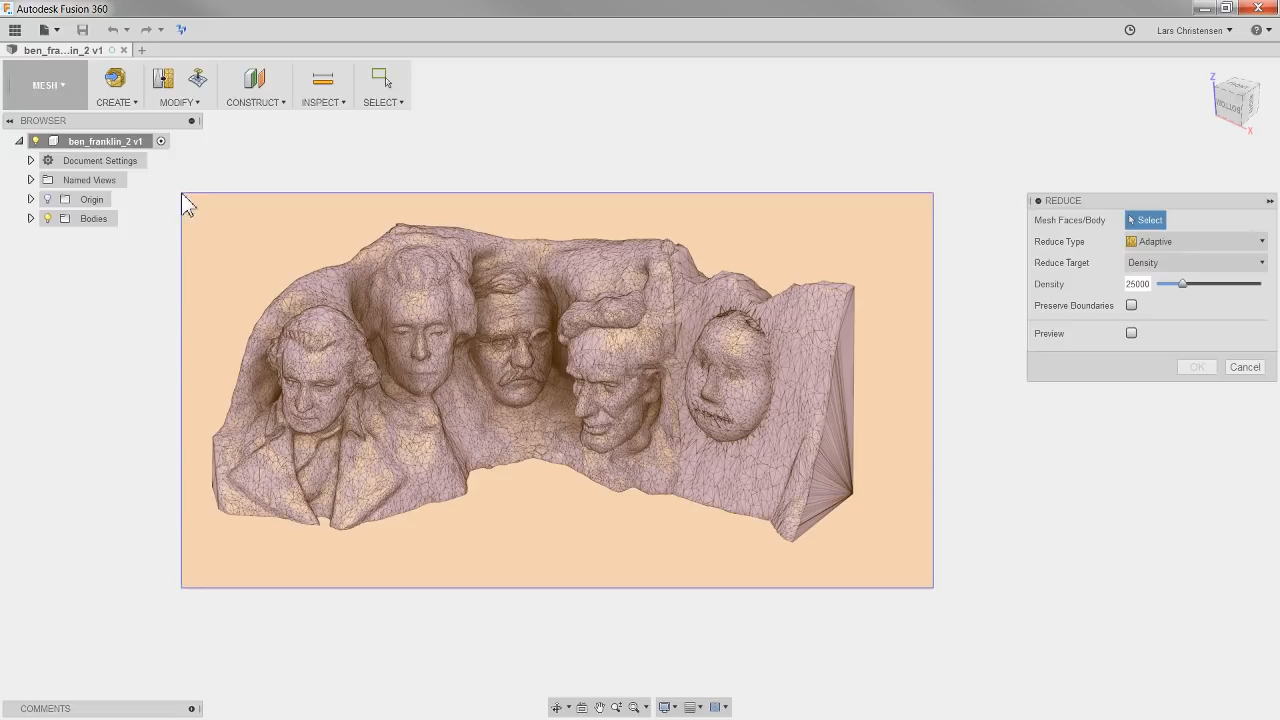 Autodesk Fusion 360
Lars Christensen
ben_fra...in_2 v1
MESH
CREATE
MODIFY
CONSTRUCT
INSPECT
SELECT
BROWSER
ben_franklin_2 v1
Document Settings
Named Views
Origin
Bodies
Z
BOTTOM
X
REDUCE
Mesh Faces/Body Select
Reduce Type Adaptive
Reduce Target Density
Density 25000
Preserve Boundaries
Preview
OK Cancel
COMMENTS